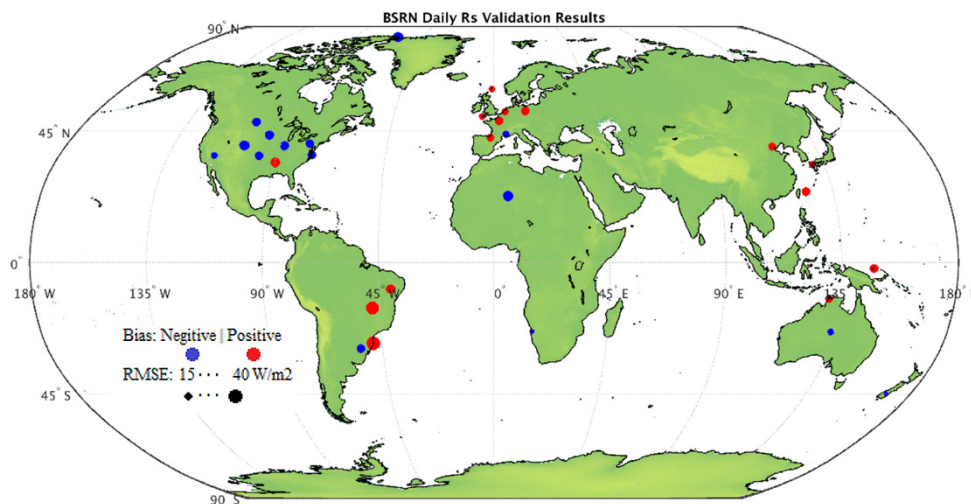 BSRN Daily Rs Validation Results
90° N
45° N
0°
180° W 135° W 90° W 45° W 0° 45° E 90° E 135° E 180° E
Bias: Negitive | Positive
RMSE: 15 ··· 40 W/m2
···
45° S
90° S